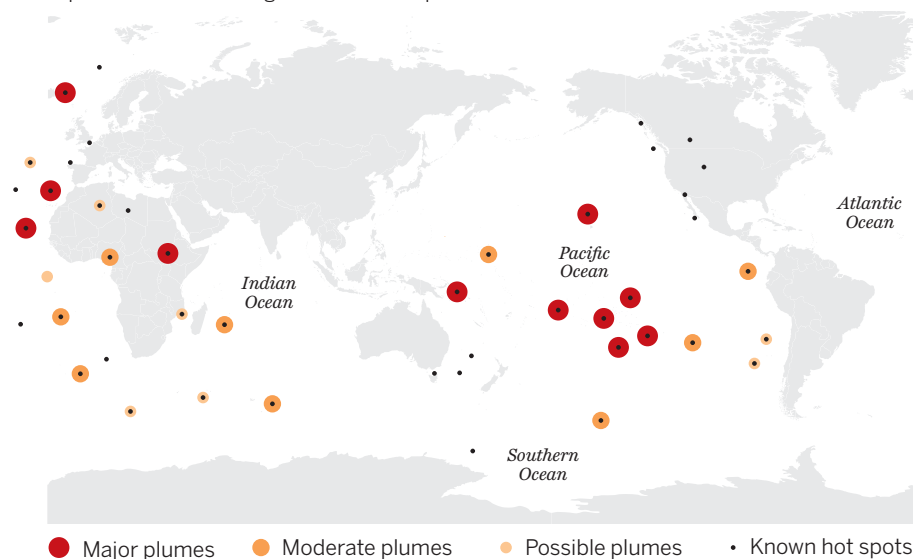 Atlantic
Ocean
Pacific
Ocean
Indian
Ocean
Southern
Ocean
Major plumes
Moderate plumes
Possible plumes
Known hot spots